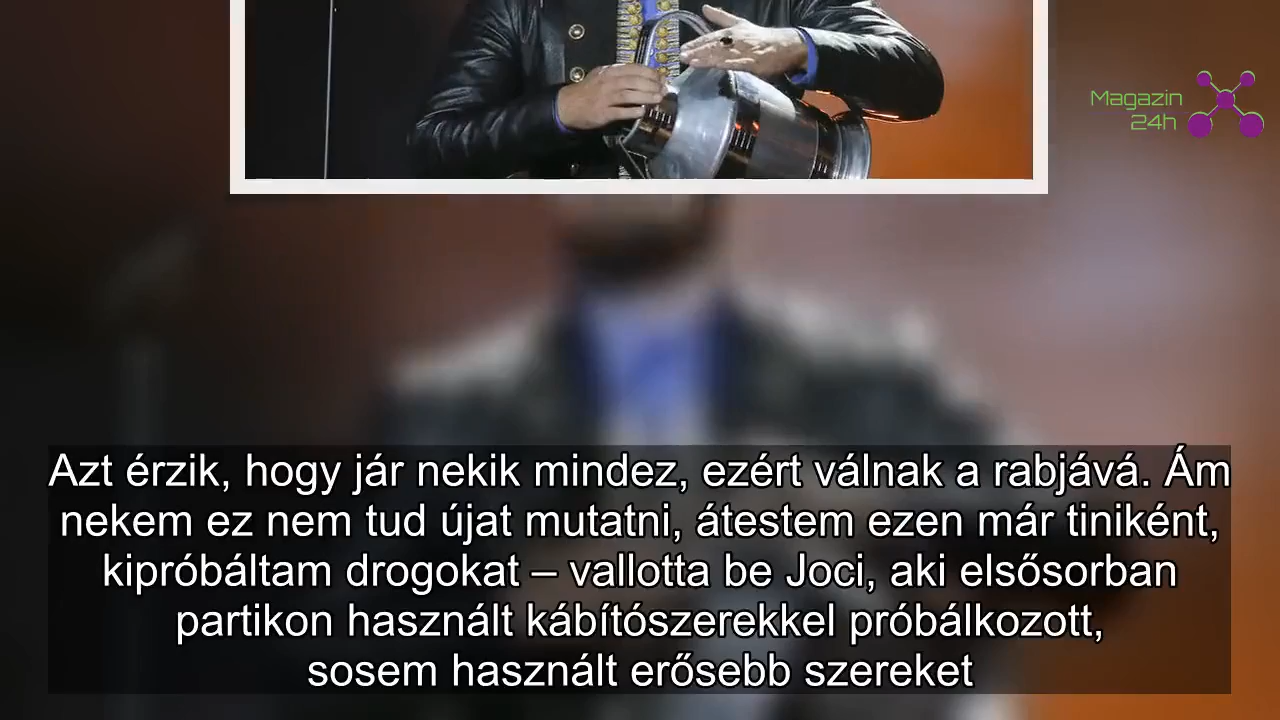 Magazin
24h
Azt érzik, hogy jár nekik mindez, ezért válnak a rabjává. Ám
nekem ez nem tud újat mutatni, átestem ezen már tiniként,
kipróbáltam drogokat – vallotta be Joci, aki elsősorban
partikon használt kábítószerekkel próbálkozott,
sosem használt erősebb szereket